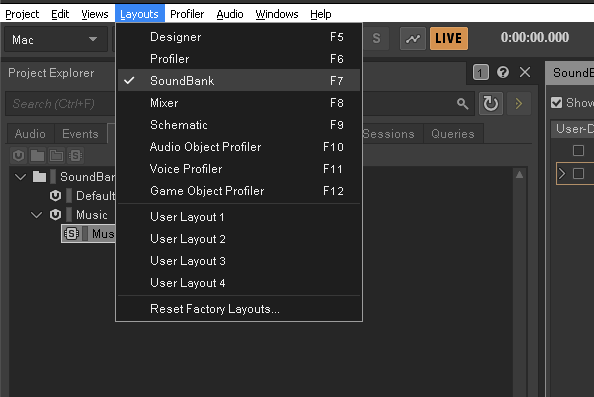 Project Edit Views Layouts Profiler Audio Windows Help
Mac
S
LIVE
0:00:00.000
Designer F5
Profiler F6
SoundBank F7
Mixer F8
Schematic F9
Audio Object Profiler F10
Voice Profiler F11
Game Object Profiler F12
User Layout 1
User Layout 2
User Layout 3
User Layout 4
Reset Factory Layouts...
Project Explorer
1
Search (Ctrl+F)
Audio Events Sessions Queries
SoundBan
Default
Music
Mus
SoundB
Show
User-D